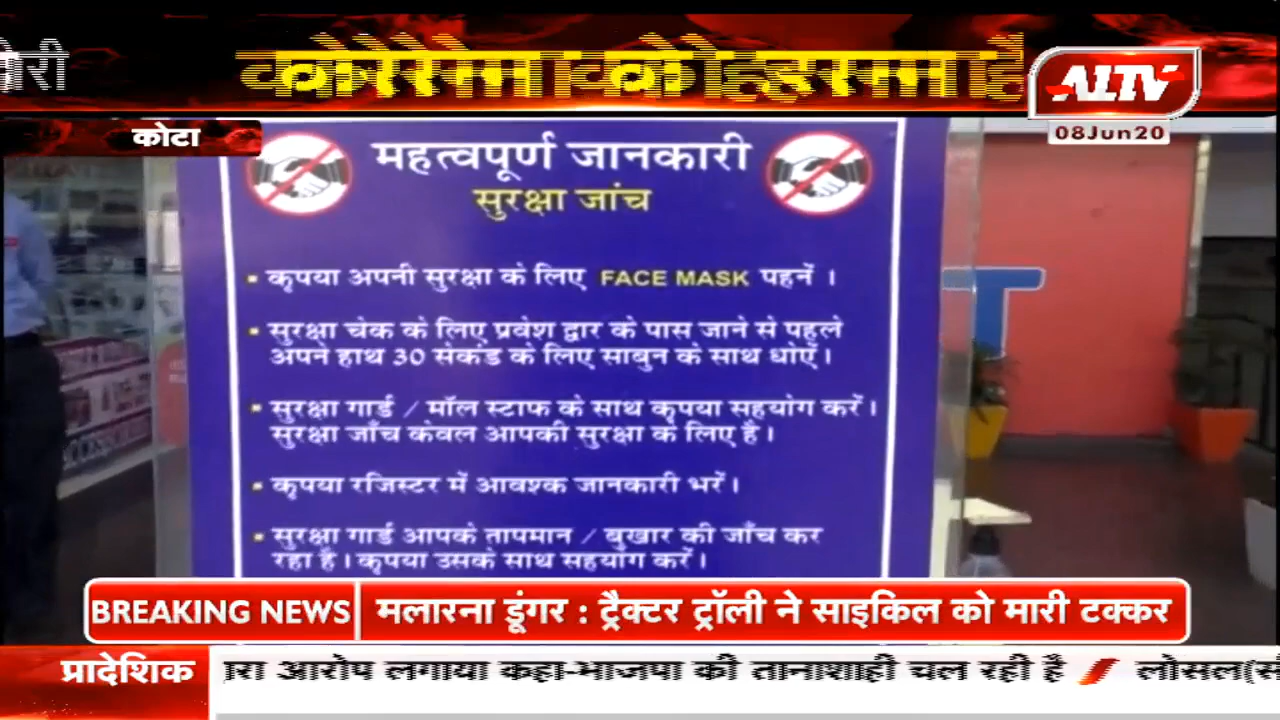 ोरी
को हराना है
ALTV
08Jun20
कोटा
महत्वपूर्ण जानकारी
सुरक्षा जांच
▪ कृपया अपनी सुरक्षा के लिए FACE MASK पहनें ।
▪ सुरक्षा चेक के लिए प्रवेश द्वार के पास जाने से पहले
अपने हाथ 30 सेकंड के लिए साबुन के साथ धोऐं।
▪ सुरक्षा गार्ड / मॉल स्टाफ के साथ कृपया सहयोग करें।
सुरक्षा जाँच केवल आपकी सुरक्षा के लिए है।
▪ कृपया रजिस्टर में आवश्क जानकारी भरें।
▪ सुरक्षा गार्ड आपके तापमान / बुखार की जाँच कर
रहा है। कृपया उसके साथ सहयोग करें।
T
BREAKING NEWS मलारना डूंगर : ट्रैक्टर ट्रॉली ने साइकिल को मारी टक्कर
प्रादेशिक ारा आरोप लगाया कहा-भाजपा की तानाशाही चल रही है / लोसल(सी